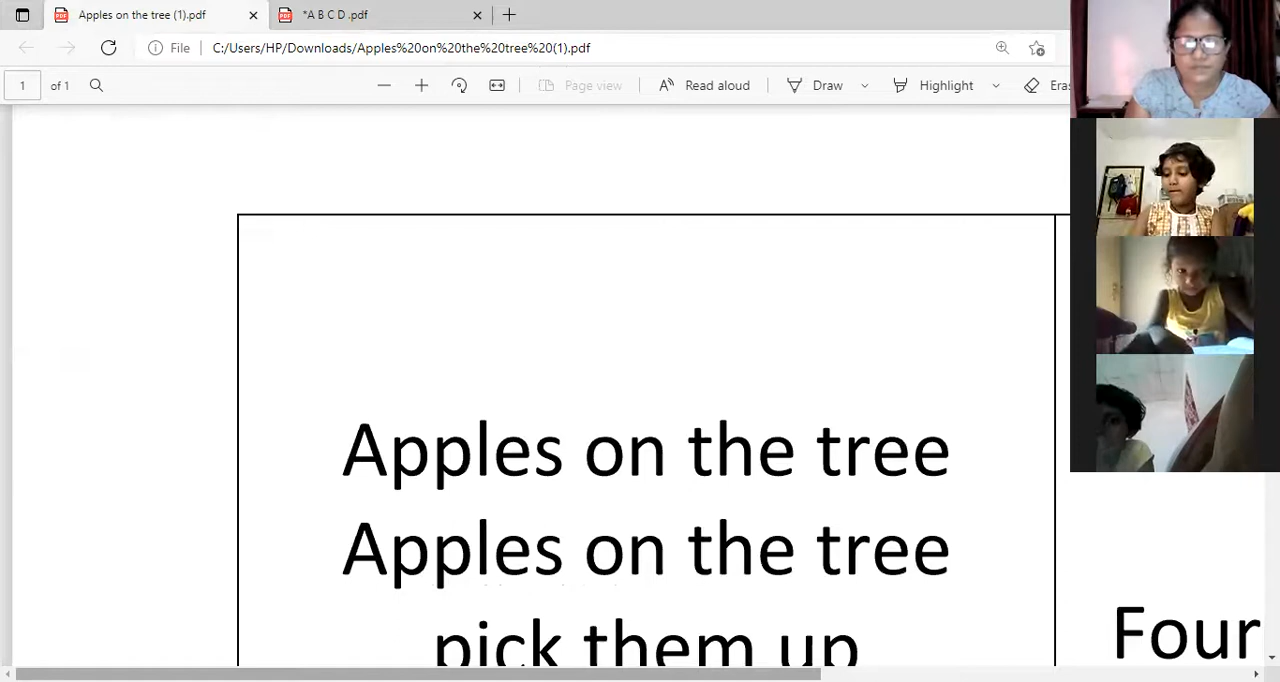 Apples on the tree (1).pdf
*A B C D .pdf
File C:/Users/HP/Downloads/Apples%20on%20the%20tree%20(1).pdf
1 of 1 Page view Read aloud Draw Highlight Eras
Apples on the tree
Apples on the tree
pick them up
Four